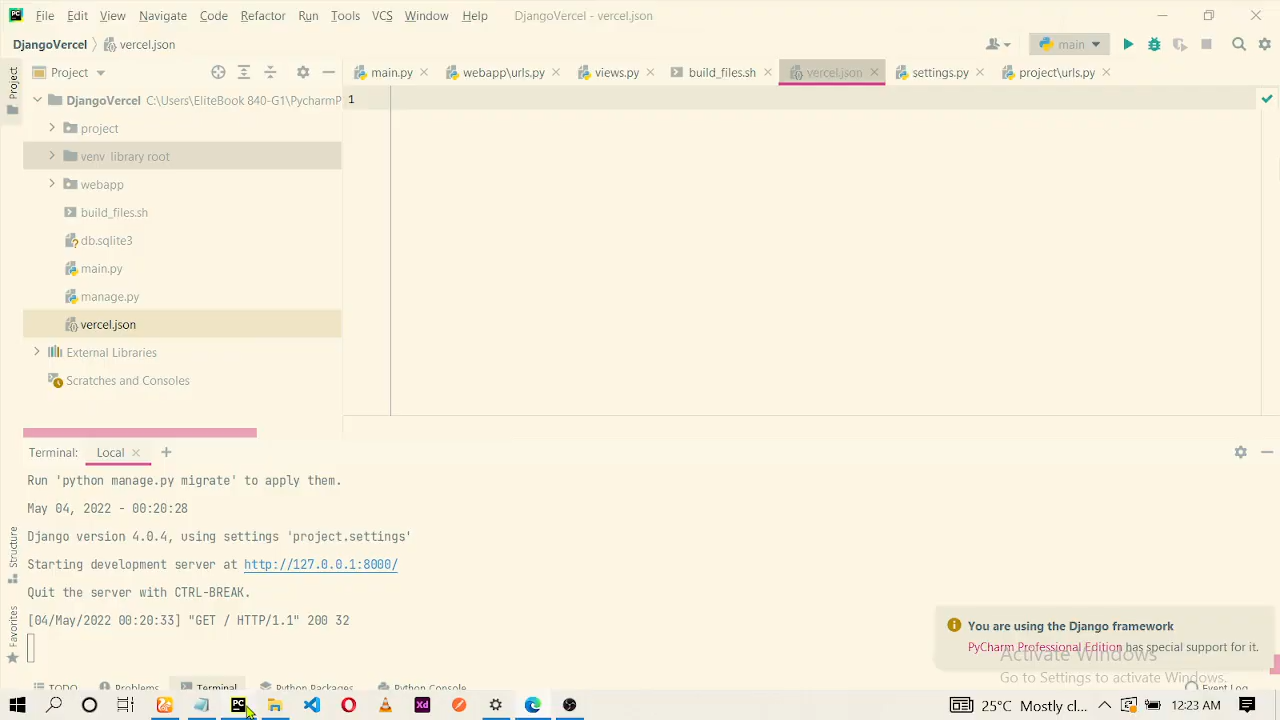 File Edit View Navigate Code Refactor Run Tools VCS Window Help DjangoVercel - vercel.json
DjangoVercel vercel.json main
Project
Project
main.py webapp\urls.py views.py build_files.sh vercel.json settings.py project\urls.py
DjangoVercel C:\Users\EliteBook 840-G1\PycharmP
1
project
venv library root
webapp
build_files.sh
db.sqlite3
main.py
manage.py
vercel.json
External Libraries
Scratches and Consoles
Terminal: Local
Run 'python manage.py migrate' to apply them.
May 04, 2022 - 00:20:28
Django version 4.0.4, using settings 'project.settings'
Starting development server at http://127.0.0.1:8000/
Quit the server with CTRL-BREAK.
[04/May/2022 00:20:33] "GET / HTTP/1.1" 200 32
Structure
Favorites
You are using the Django framework
PyCharm Professional Edition has special support for it.
Activate Windows
Go to Settings to activate Windows.
TODO Problems Terminal Python Packages Python Console Event Log
PC Xd 25°C Mostly cl... 12:23 AM